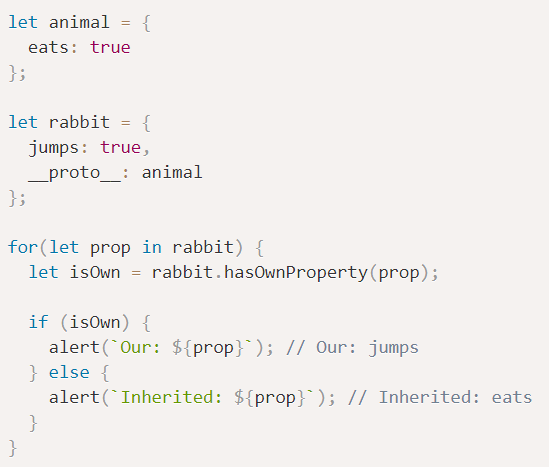 let animal = {
  eats: true
};

let rabbit = {
  jumps: true,
  __proto__: animal
};

for(let prop in rabbit) {
  let isOwn = rabbit.hasOwnProperty(prop);

  if (isOwn) {
    alert(`Our: ${prop}`); // Our: jumps
  } else {
    alert(`Inherited: ${prop}`); // Inherited: eats
  }
}